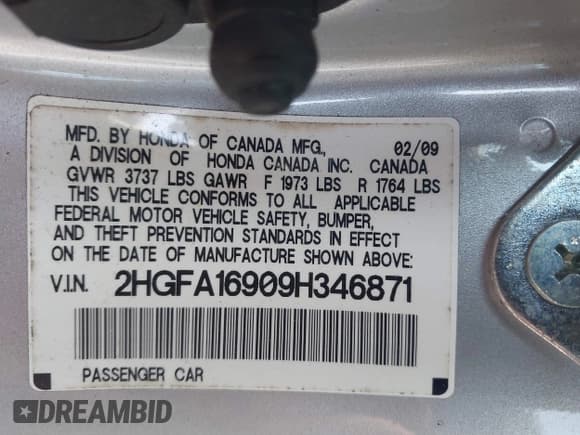 MFD. BY HONDA OF CANADA MFG., 02/09
A DIVISION OF HONDA CANADA INC. CANADA
GVWR 3737 LBS GAWR F 1973 LBS R 1764 LBS
THIS VEHICLE CONFORMS TO ALL APPLICABLE
FEDERAL MOTOR VEHICLE SAFETY, BUMPER,
AND THEFT PREVENTION STANDARDS IN EFFECT
ON THE DATE OF MANUFACTURE SHOWN ABOVE:
V.I.N. 2HGFA16909H346871
PASSENGER CAR
DREAMBID